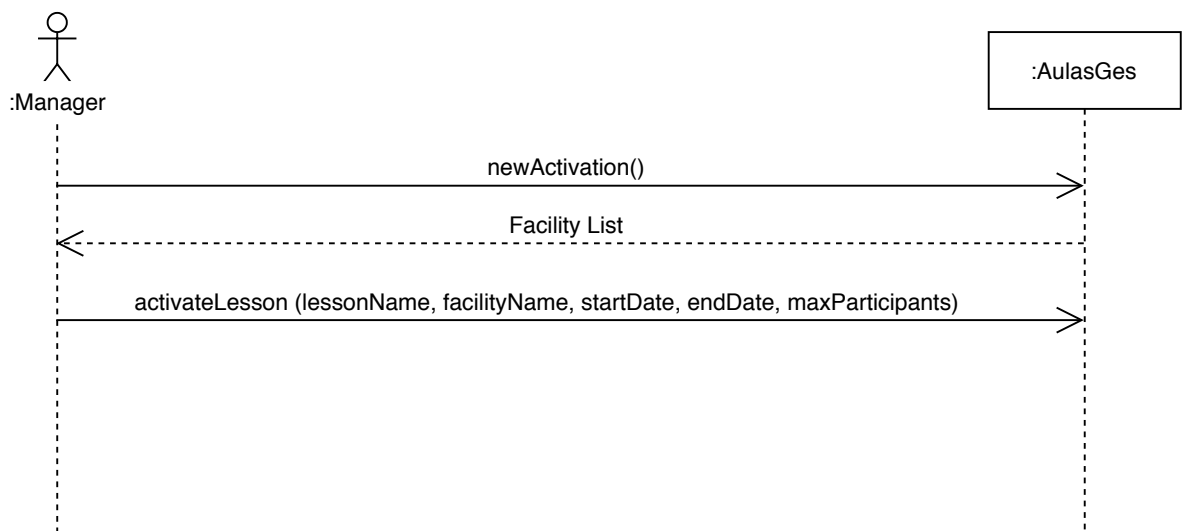 :Manager
:AulasGes
newActivation()
Facility List
activateLesson (lessonName, facilityName, startDate, endDate, maxParticipants)